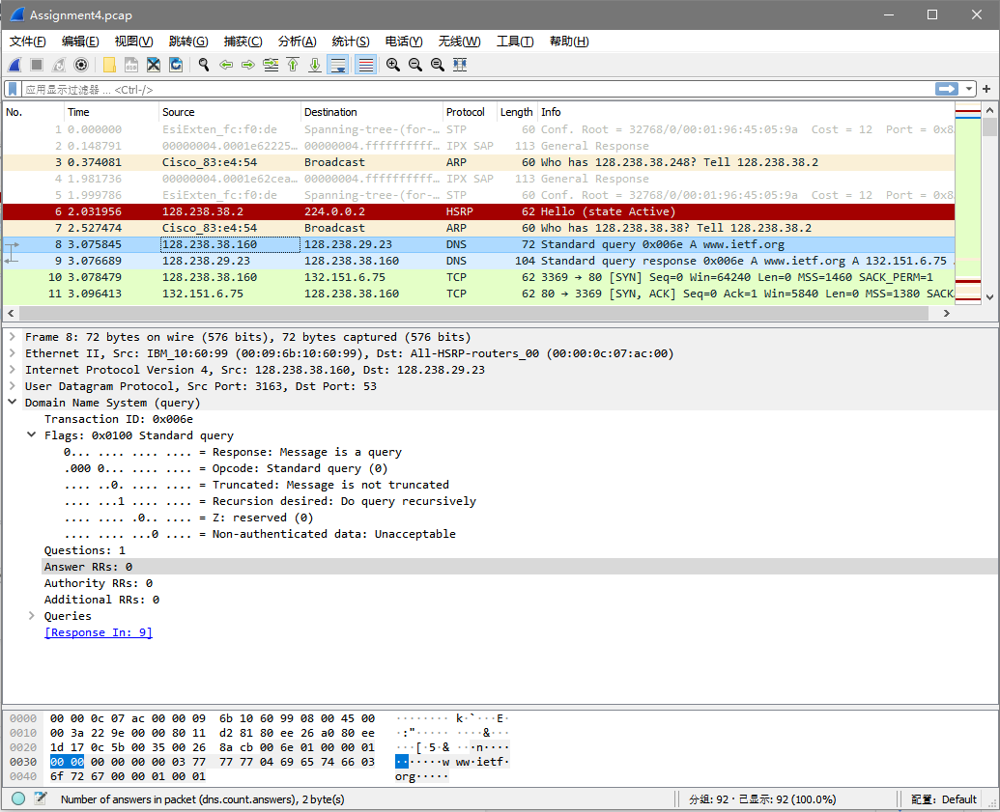 Assignment4.pcap
文件(F) 编辑(E) 视图(V) 跳转(G) 捕获(C) 分析(A) 统计(S) 电话(Y) 无线(W) 工具(T) 帮助(H)
应用显示过滤器 … <Ctrl-/>
No. Time Source Destination Protocol Length Info
1 0.000000 EsiExten_fc:f0:de Spanning-tree-(for-… STP 60 Conf. Root = 32768/0/00:01:96:45:05:9a Cost = 12 Port = 0x8
2 0.148791 00000004.0001e62225… 00000004.ffffffffff… IPX SAP 113 General Response
3 0.374081 Cisco_83:e4:54 Broadcast ARP 60 Who has 128.238.38.248? Tell 128.238.38.2
4 1.981736 00000004.0001e62cea… 00000004.ffffffffff… IPX SAP 113 General Response
5 1.999786 EsiExten_fc:f0:de Spanning-tree-(for-… STP 60 Conf. Root = 32768/0/00:01:96:45:05:9a Cost = 12 Port = 0x8
6 2.031956 128.238.38.2 224.0.0.2 HSRP 62 Hello (state Active)
7 2.527474 Cisco_83:e4:54 Broadcast ARP 60 Who has 128.238.38.38? Tell 128.238.38.2
8 3.075845 128.238.38.160 128.238.29.23 DNS 72 Standard query 0x006e A www.ietf.org
9 3.076689 128.238.29.23 128.238.38.160 DNS 104 Standard query response 0x006e A www.ietf.org A 132.151.6.75
10 3.078479 128.238.38.160 132.151.6.75 TCP 62 3369 → 80 [SYN] Seq=0 Win=64240 Len=0 MSS=1460 SACK_PERM=1
11 3.096413 132.151.6.75 128.238.38.160 TCP 62 80 → 3369 [SYN, ACK] Seq=0 Ack=1 Win=5840 Len=0 MSS=1380 SACK
Frame 8: 72 bytes on wire (576 bits), 72 bytes captured (576 bits)
Ethernet II, Src: IBM_10:60:99 (00:09:6b:10:60:99), Dst: All-HSRP-routers_00 (00:00:0c:07:ac:00)
Internet Protocol Version 4, Src: 128.238.38.160, Dst: 128.238.29.23
User Datagram Protocol, Src Port: 3163, Dst Port: 53
Domain Name System (query)
Transaction ID: 0x006e
Flags: 0x0100 Standard query
0... .... .... .... = Response: Message is a query
.000 0... .... .... = Opcode: Standard query (0)
.... ..0. .... .... = Truncated: Message is not truncated
.... ...1 .... .... = Recursion desired: Do query recursively
.... .... .0.. .... = Z: reserved (0)
.... .... ...0 .... = Non-authenticated data: Unacceptable
Questions: 1
Answer RRs: 0
Authority RRs: 0
Additional RRs: 0
Queries
[Response In: 9]
0000 00 00 0c 07 ac 00 00 09 6b 10 60 99 08 00 45 00 ········ k·`···E·
0010 00 3a 22 9e 00 00 80 11 d2 81 80 ee 26 a0 80 ee ·:"····· ····&···
0020 1d 17 0c 5b 00 35 00 26 8a cb 00 6e 01 00 00 01 ···[·5·& ···n····
0030 00 00 00 00 00 00 03 77 77 77 04 69 65 74 66 03 ·······w ww·ietf·
0040 6f 72 67 00 00 01 00 01 org·····
Number of answers in packet (dns.count.answers), 2 byte(s) 分组: 92 · 已显示: 92 (100.0%) 配置: Default